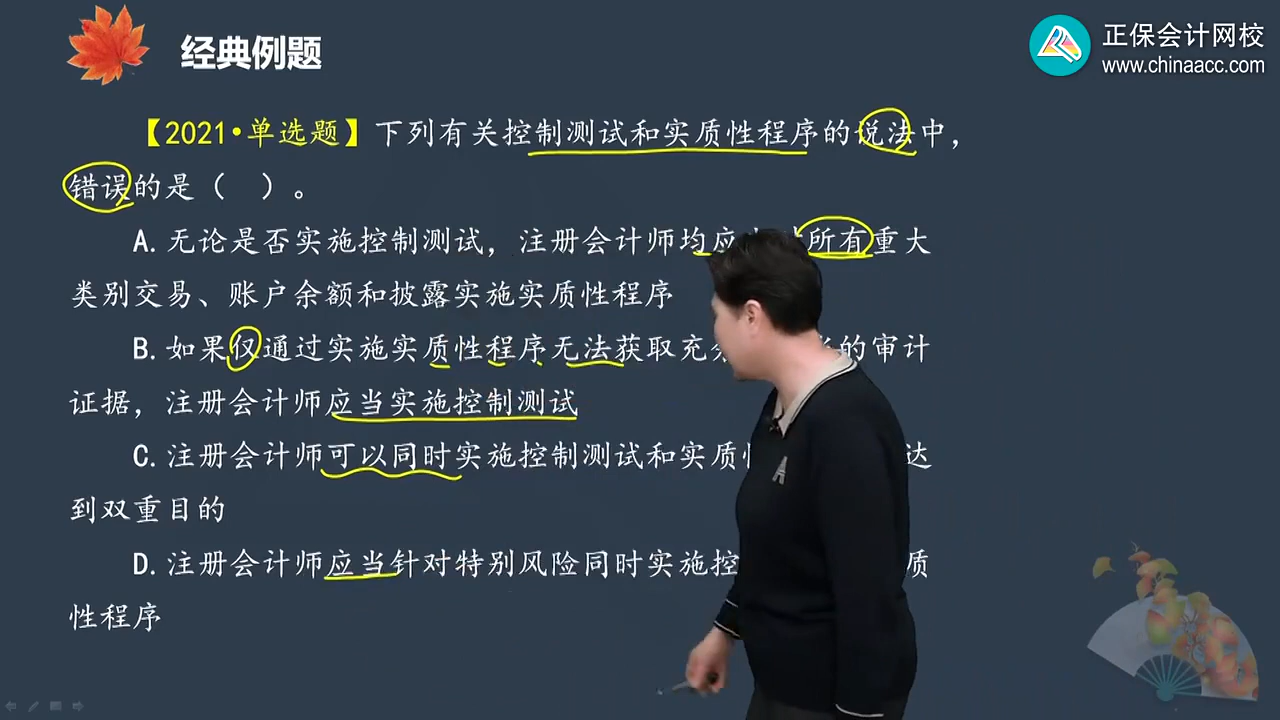 经典例题
正保会计网校
www.chinaacc.com
【2021·单选题】下列有关控制测试和实质性程序的说法中，
错误的是（ ）。
A.无论是否实施控制测试，注册会计师均应 所有重大
类别交易、账户余额和披露实施实质性程序
B.如果仅通过实施实质性程序无法获取充 的审计
证据，注册会计师应当实施控制测试
C.注册会计师可以同时实施控制测试和实质 达
到双重目的
D.注册会计师应当针对特别风险同时实施控 质
性程序